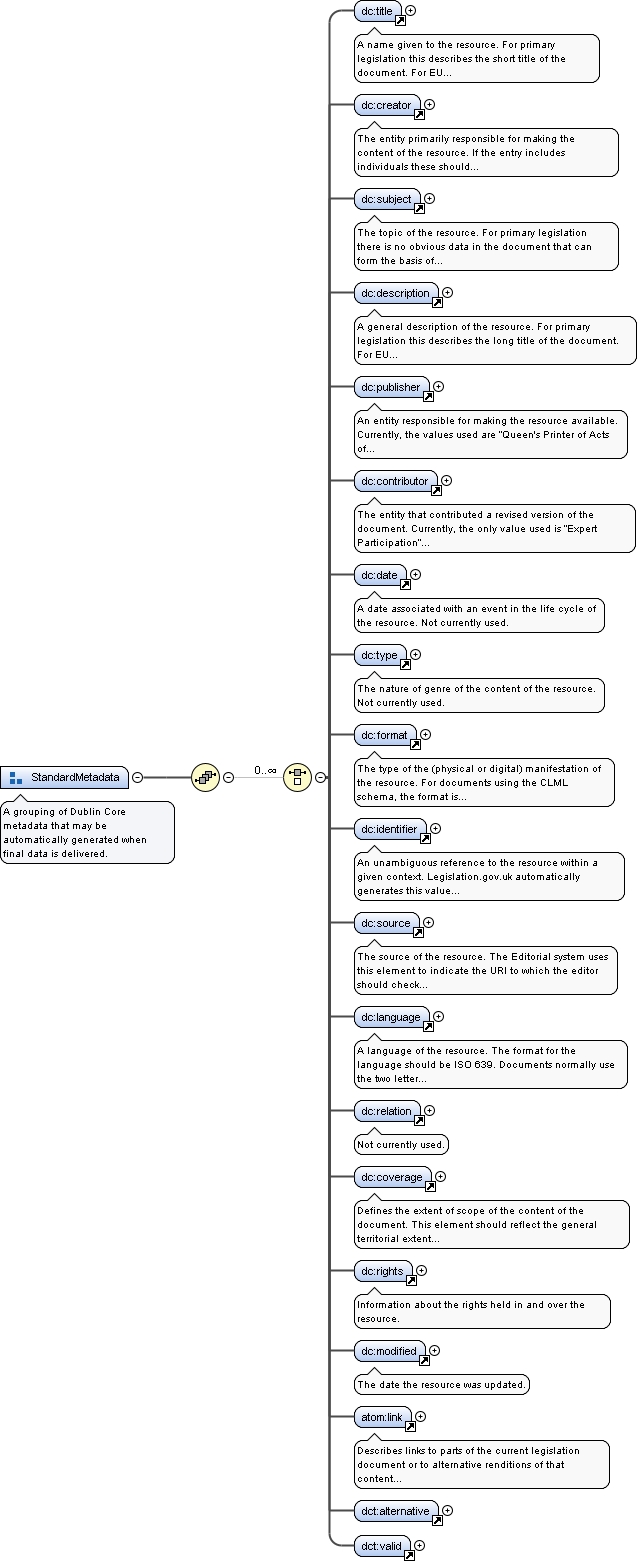 dc:title
A name given to the resource. For primary
legislation this describes the short title of the
document. For EU...
dc:creator
The entity primarily responsible for making the
content of the resource. If the entry includes
individuals these should...
dc:subject
The topic of the resource. For primary legislation
there is no obvious data in the document that can
form the basis of...
dc:description
A general description of the resource. For primary
legislation this describes the long title of the document.
For EU...
dc:publisher
An entity responsible for making the resource available.
Currently, the values used are "Queen's Printer of Acts
of...
dc:contributor
The entity that contributed a revised version of the
document. Currently, the only value used is "Expert
Participation"...
dc:date
A date associated with an event in the life cycle of
the resource. Not currently used.
dc:type
The nature of genre of the content of the resource.
Not currently used.
dc:format
The type of the (physical or digital) manifestation of
the resource. For documents using the CLML
schema, the format is...
StandardMetadata
0..∞
A grouping of Dublin Core
metadata that may be
automatically generated when
final data is delivered.
dc:identifier
An unambiguous reference to the resource within a
given context. Legislation.gov.uk automatically
generates this value...
dc:source
The source of the resource. The Editorial system uses
this element to indicate the URI to which the editor
should check...
dc:language
A language of the resource. The format for the
language should be ISO 639. Documents normally use
the two letter...
dc:relation
Not currently used.
dc:coverage
Defines the extent of scope of the content of the
document. This element should reflect the general
territorial extent...
dc:rights
Information about the rights held in and over the
resource.
dc:modified
The date the resource was updated.
atom:link
Describes links to parts of the current legislation
document or to alternative renditions of that
content...
dct:alternative
dct:valid